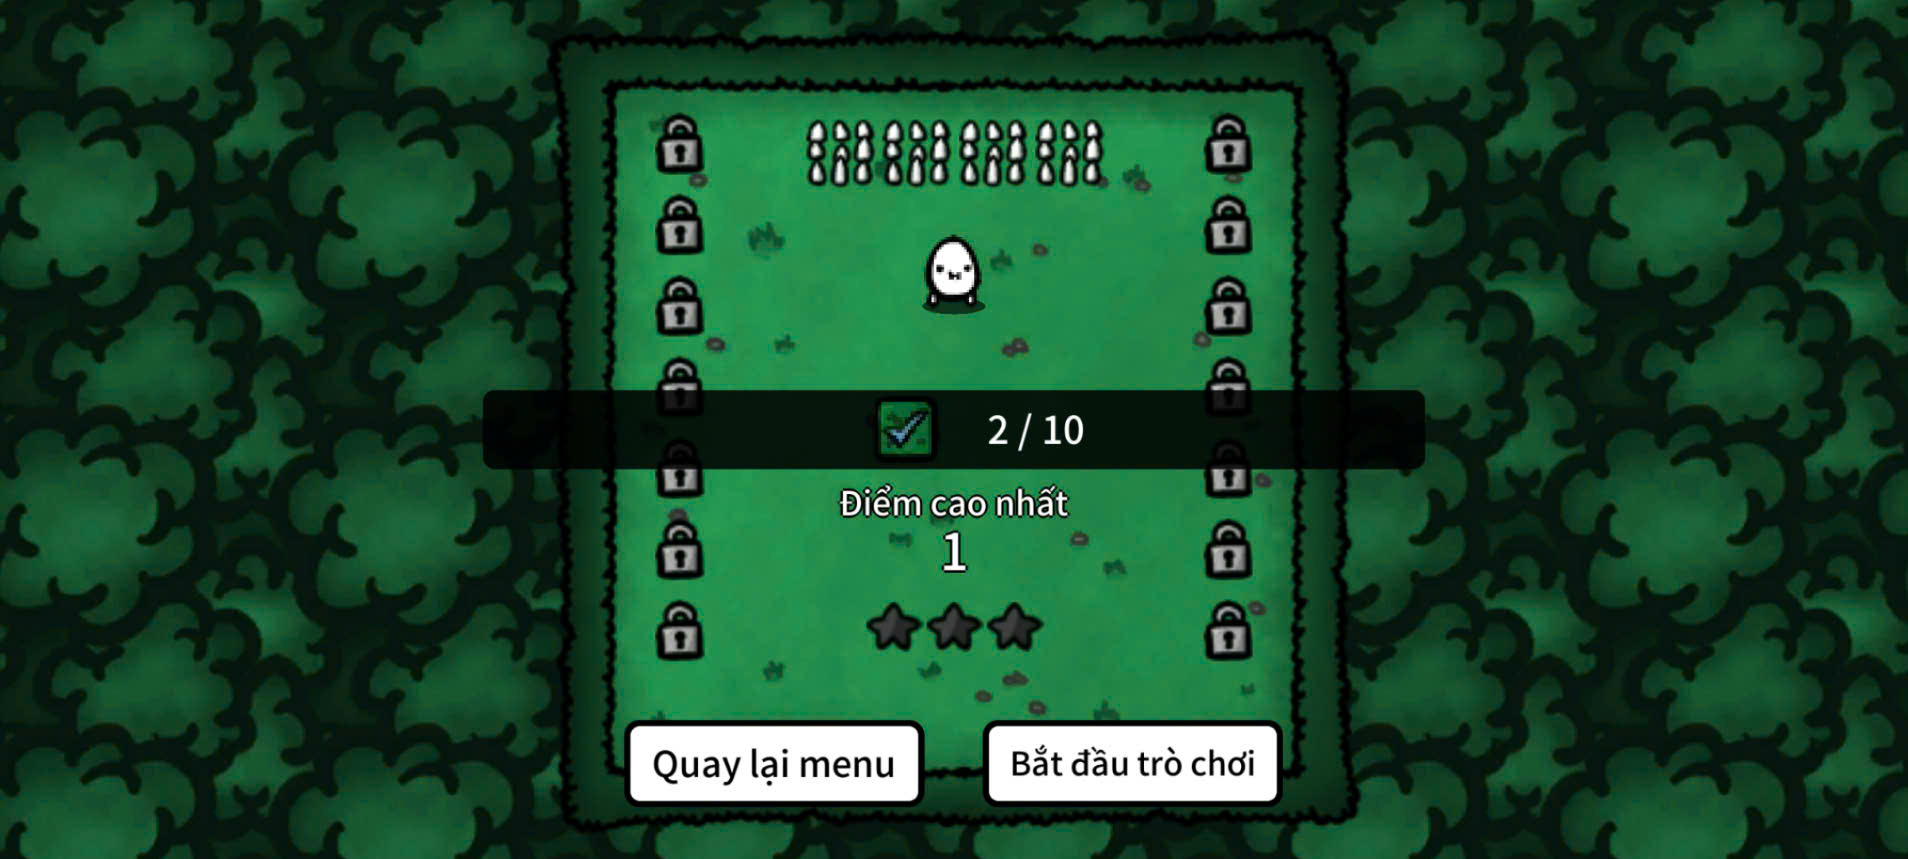 2 / 10
Điểm cao nhất
1
Quay lại menu
Bắt đầu trò chơi